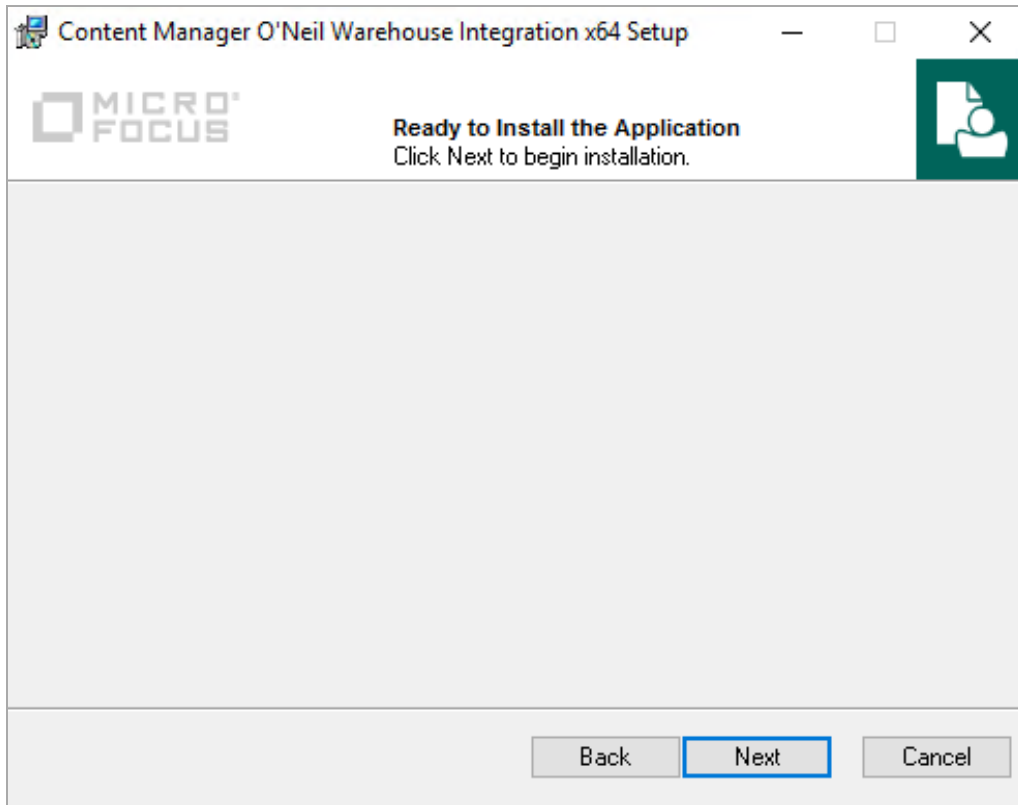 Content Manager O'Neil Warehouse Integration x64 Setup
MICRO
FOCUS
Ready to Install the Application
Click Next to begin installation.
Back
Next
Cancel